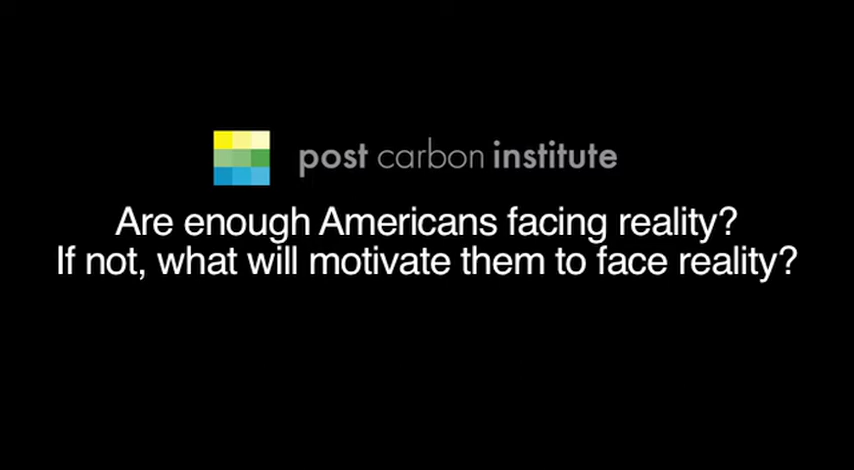 post carbon institute
Are enough Americans facing reality?
If not, what will motivate them to face reality?